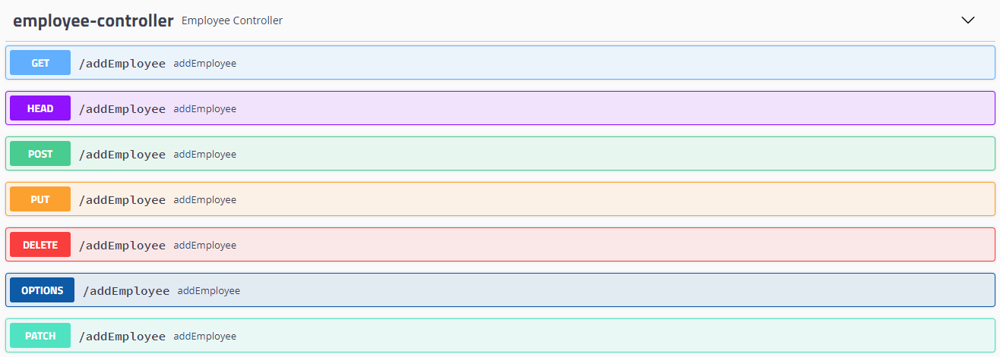 employee-controller Employee Controller
GET /addEmployee addEmployee
HEAD /addEmployee addEmployee
POST /addEmployee addEmployee
PUT /addEmployee addEmployee
DELETE /addEmployee addEmployee
OPTIONS /addEmployee addEmployee
PATCH /addEmployee addEmployee